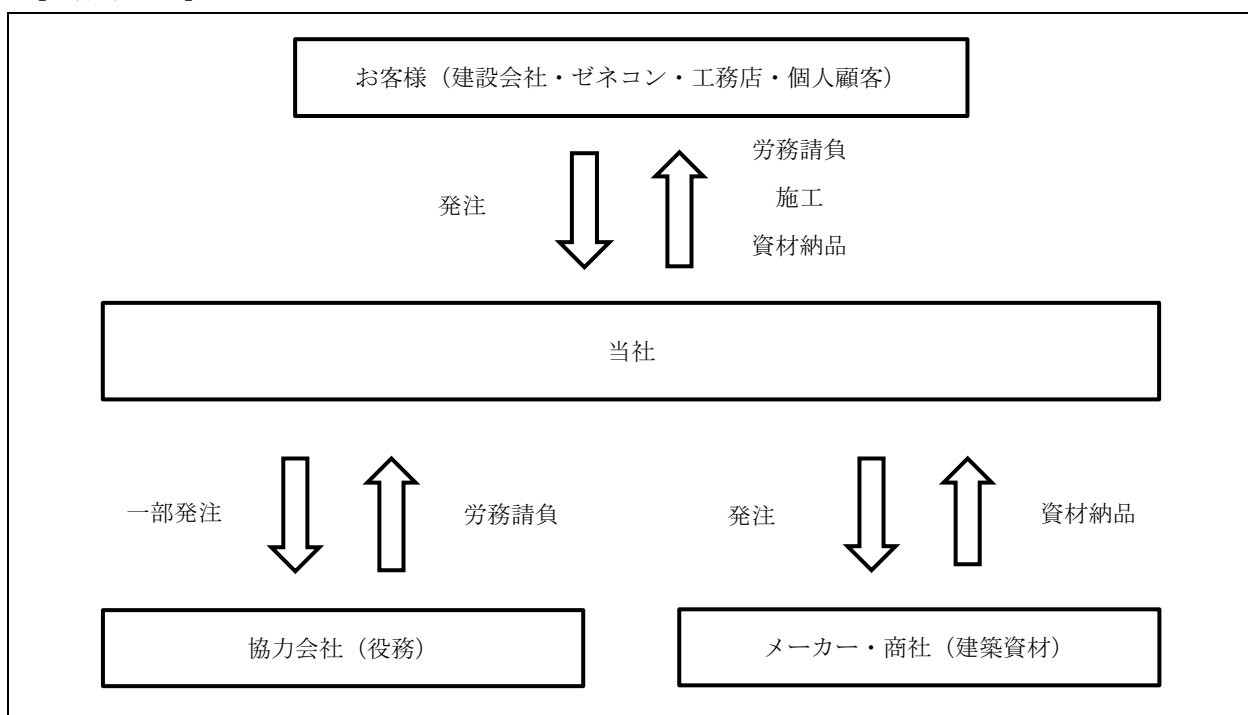 お客様（建設会社・ゼネコン・工務店・個人顧客）
発注
労務請負
施工
資材納品
当社
一部発注
労務請負
発注
資材納品
協力会社（役務）
メーカー・商社（建築資材）